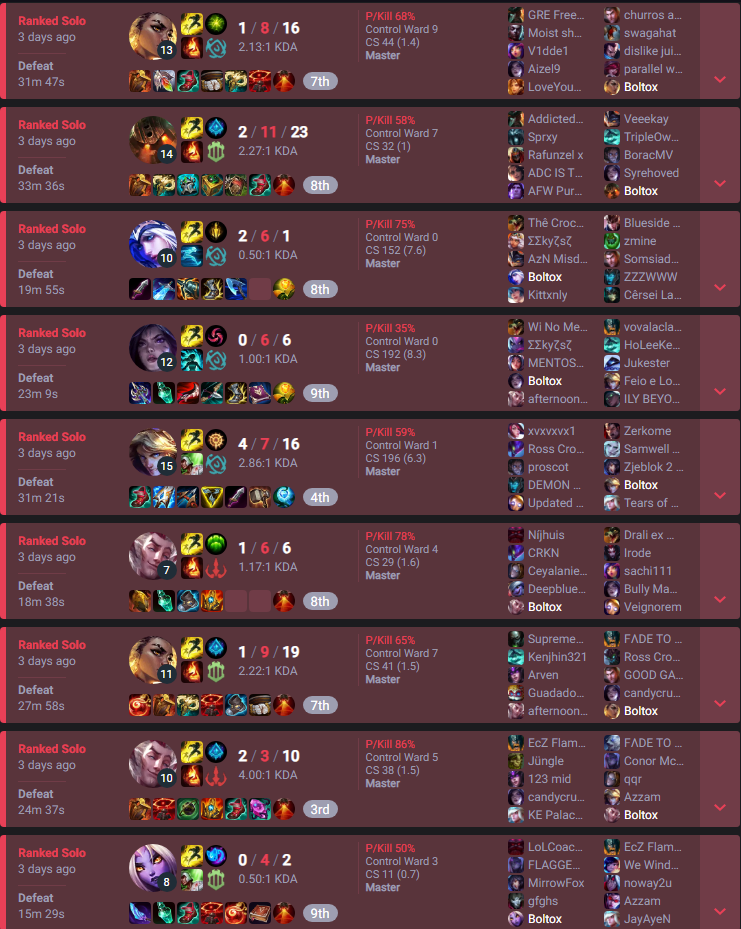 Ranked Solo
3 days ago
Defeat
31m 47s
13
1 / 8 / 16
2.13:1 KDA
7th
P/Kill 68%
Control Ward 9
CS 44 (1.4)
Master
GRE Free...
Moist sh...
V1dde1
Aizel9
LoveYou...
churros a...
swagahat
dislike jui...
parallel w...
Boltox
Ranked Solo
3 days ago
Defeat
33m 36s
14
2 / 11 / 23
2.27:1 KDA
8th
P/Kill 58%
Control Ward 7
CS 32 (1)
Master
Addicted...
Sprxy
Rafunzel x
ADC IS T...
AFW Pur...
Veeekay
TripleOw...
BoracMV
Syrehoved
Boltox
Ranked Solo
3 days ago
Defeat
19m 55s
10
2 / 6 / 1
0.50:1 KDA
8th
P/Kill 75%
Control Ward 0
CS 152 (7.6)
Master
Thê Croc...
ΣΣkyζsζ
AzN Misd...
Boltox
Kittxnly
Blueside ...
zmine
Somsiad...
ZZZWWW
Cêrsei La...
Ranked Solo
3 days ago
Defeat
23m 9s
12
0 / 6 / 6
1.00:1 KDA
9th
P/Kill 35%
Control Ward 0
CS 192 (8.3)
Master
Wi No Me...
ΣΣkyζsζ
MENTOS...
Boltox
afternoon...
vovalacla...
HoLeeKe...
Jukester
Feio e Lo...
ILY BEYO...
Ranked Solo
3 days ago
Defeat
31m 21s
15
4 / 7 / 16
2.86:1 KDA
4th
P/Kill 59%
Control Ward 1
CS 196 (6.3)
Master
xvxvxvx1
Ross Cro...
proscot
DEMON ...
Updated ...
Zerkome
Samwell ...
Zjeblok 2 ...
Boltox
Tears of ...
Ranked Solo
3 days ago
Defeat
18m 38s
7
1 / 6 / 6
1.17:1 KDA
8th
P/Kill 78%
Control Ward 4
CS 29 (1.6)
Master
Níjhuis
CRKN
Ceyalanie...
Deepblue...
Boltox
Drali ex ...
Irode
sachi111
Bully Ma...
Veignorem
Ranked Solo
3 days ago
Defeat
27m 58s
11
1 / 9 / 19
2.22:1 KDA
7th
P/Kill 65%
Control Ward 7
CS 41 (1.5)
Master
Supreme...
Kenjhin321
Arven
Guadado...
afternoon...
FΛDE TO ...
Ross Cro...
GOOD GA...
candycru...
Boltox
Ranked Solo
3 days ago
Defeat
24m 37s
10
2 / 3 / 10
4.00:1 KDA
3rd
P/Kill 86%
Control Ward 5
CS 38 (1.5)
Master
EcZ Flam...
Jüngle
123 mid
candycru...
KE Palac...
FΛDE TO ...
Conor Mc...
qqr
Azzam
Boltox
Ranked Solo
3 days ago
Defeat
15m 29s
8
0 / 4 / 2
0.50:1 KDA
9th
P/Kill 50%
Control Ward 3
CS 11 (0.7)
Master
LoLCoac...
FLAGGE...
MirrowFox
gfghs
Boltox
EcZ Flam...
We Wind...
noway2u
Azzam
JayAyeN